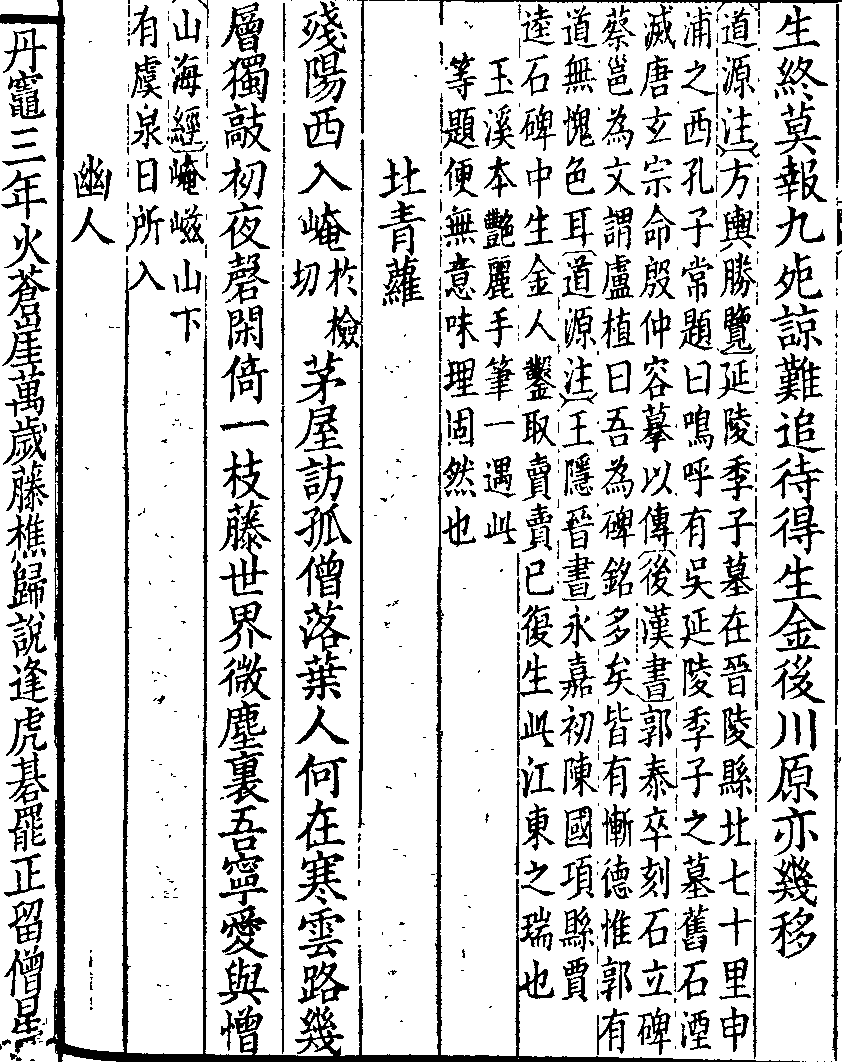 生終莫報九死諒難追待得生金後川原亦幾移
道源注方輿勝覽延陵季子墓在晉陵縣北七十里申
浦之西孔子常題曰嗚呼有吳延陵季子之墓舊石湮
滅唐玄宗命殷仲容摹以傳後漢書郭泰卒刻石立碑
蔡邕為文謂盧植曰吾為碑銘多矣皆有慚德惟郭有
道無愧色耳道源注王隱晉書永嘉初陳國項縣賈
逵石碑中生金人鑿取賣賣已復生此江東之瑞也
玉溪本艷麗手筆一遇此
等題便無意味理固然也
北青蘿
殘陽西入崦於檢切茅屋訪孤僧落葉人何在寒雲路幾
層獨敲初夜磬閑倚一枝藤世界微塵裏吾寧愛與憎
山海經崦嵫山下
有虞泉日所入
幽人
丹竈三年火蒼崖萬歲藤樵歸說逢虎碁罷正留僧星